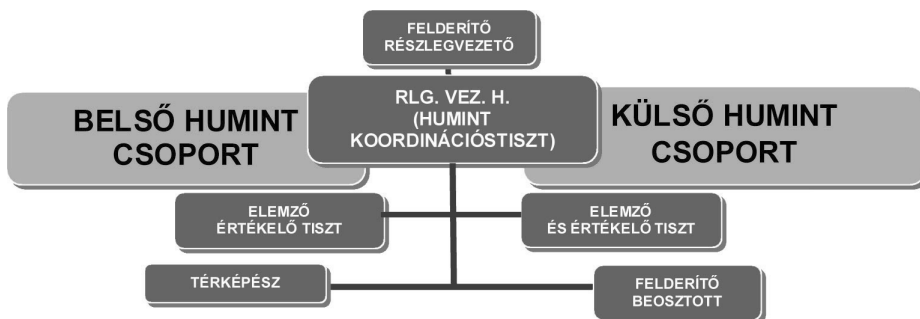 FELDERÍTŐ
RÉSZLEGVEZETŐ
BELSŐ HUMINT
CSOPORT
RLG. VEZ. H.
(HUMINT
KOORDINÁCIÓSTISZT)
KÜLSŐ HUMINT
CSOPORT
ELEMZŐ
ÉRTÉKELŐ TISZT
ELEMZŐ
ÉS ÉRTÉKELŐ TISZT
TÉRKÉPÉSZ
FELDERÍTŐ
BEOSZTOTT